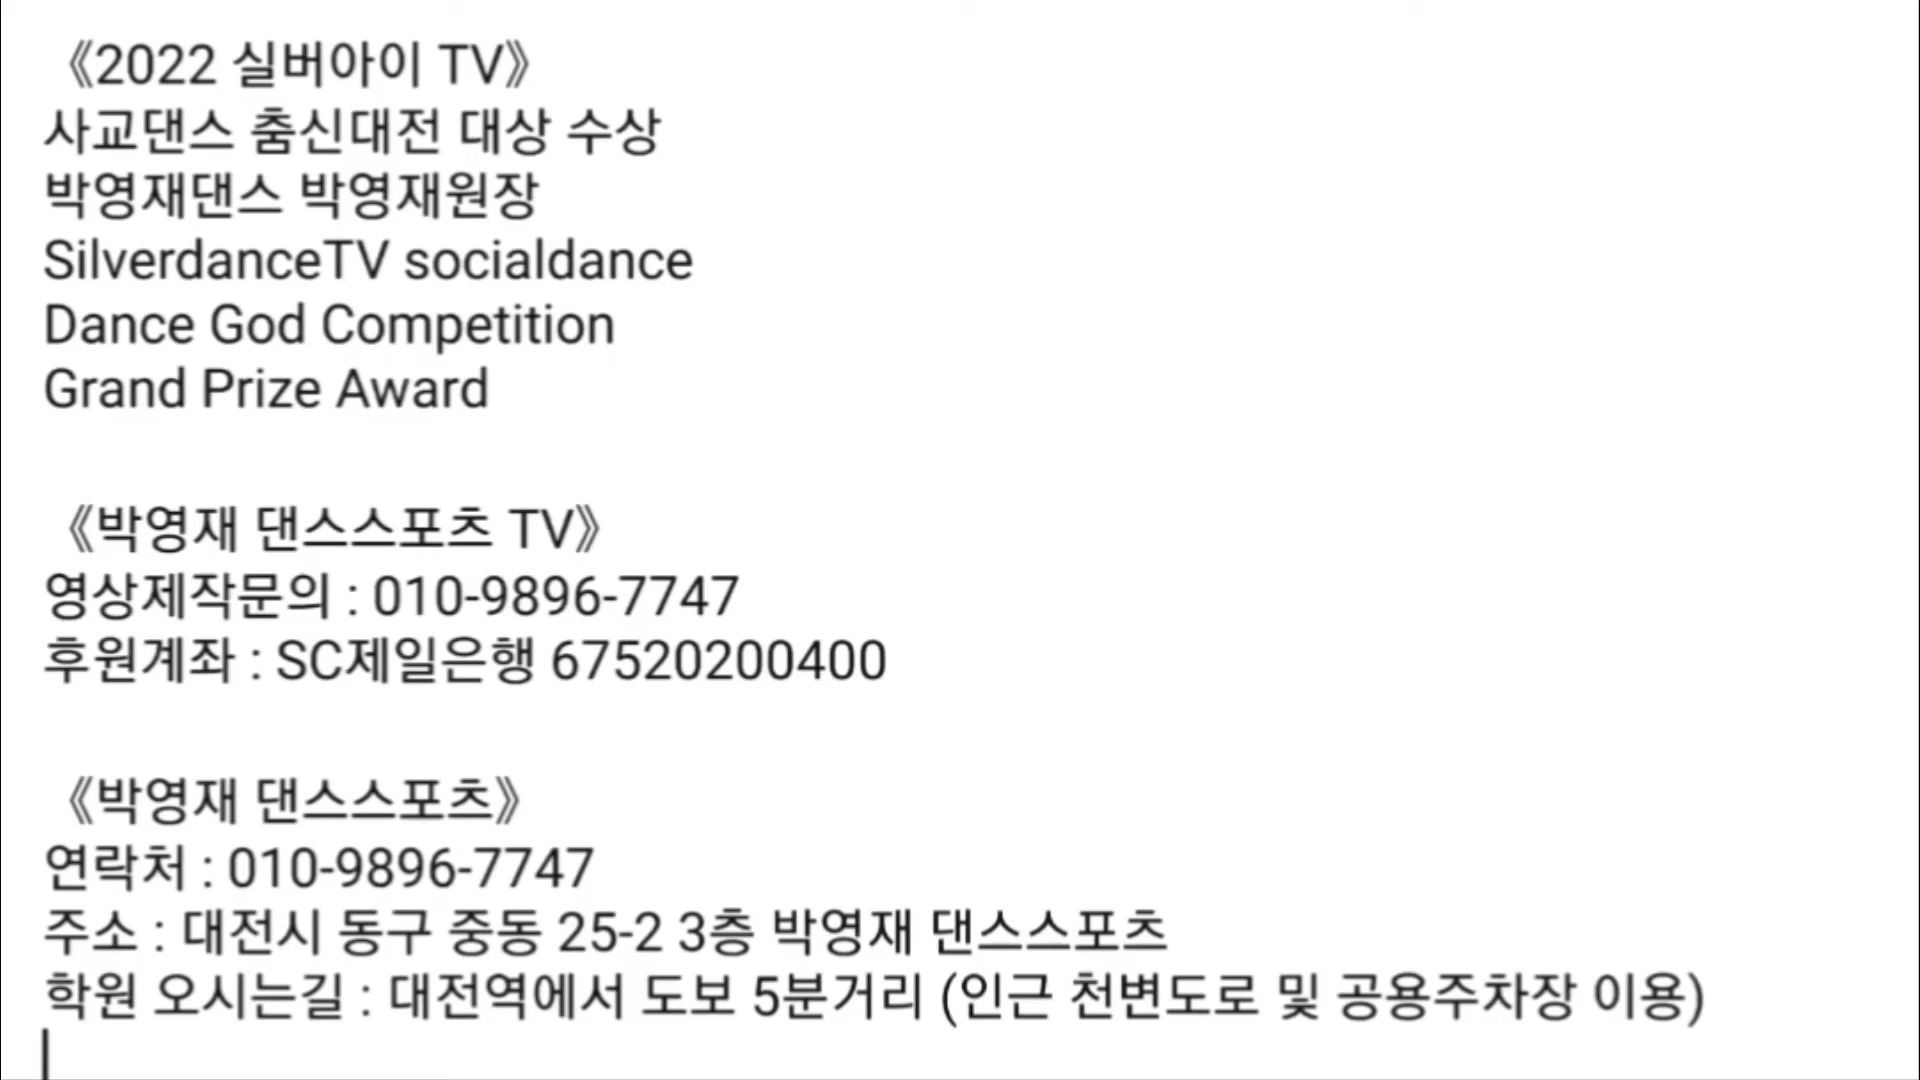 《2022 실버아이 TV》
사교댄스 춤신대전 대상 수상
박영재댄스 박영재원장
SilverdanceTV socialdance
Dance God Competition
Grand Prize Award
《박영재 댄스스포츠 TV》
영상제작문의 : 010-9896-7747
후원계좌 : SC제일은행 67520200400
《박영재 댄스스포츠》
연락처 : 010-9896-7747
주소 : 대전시 동구 중동 25-2 3층 박영재 댄스스포츠
학원 오시는길 : 대전역에서 도보 5분거리 (인근 천변도로 및 공용주차장 이용)